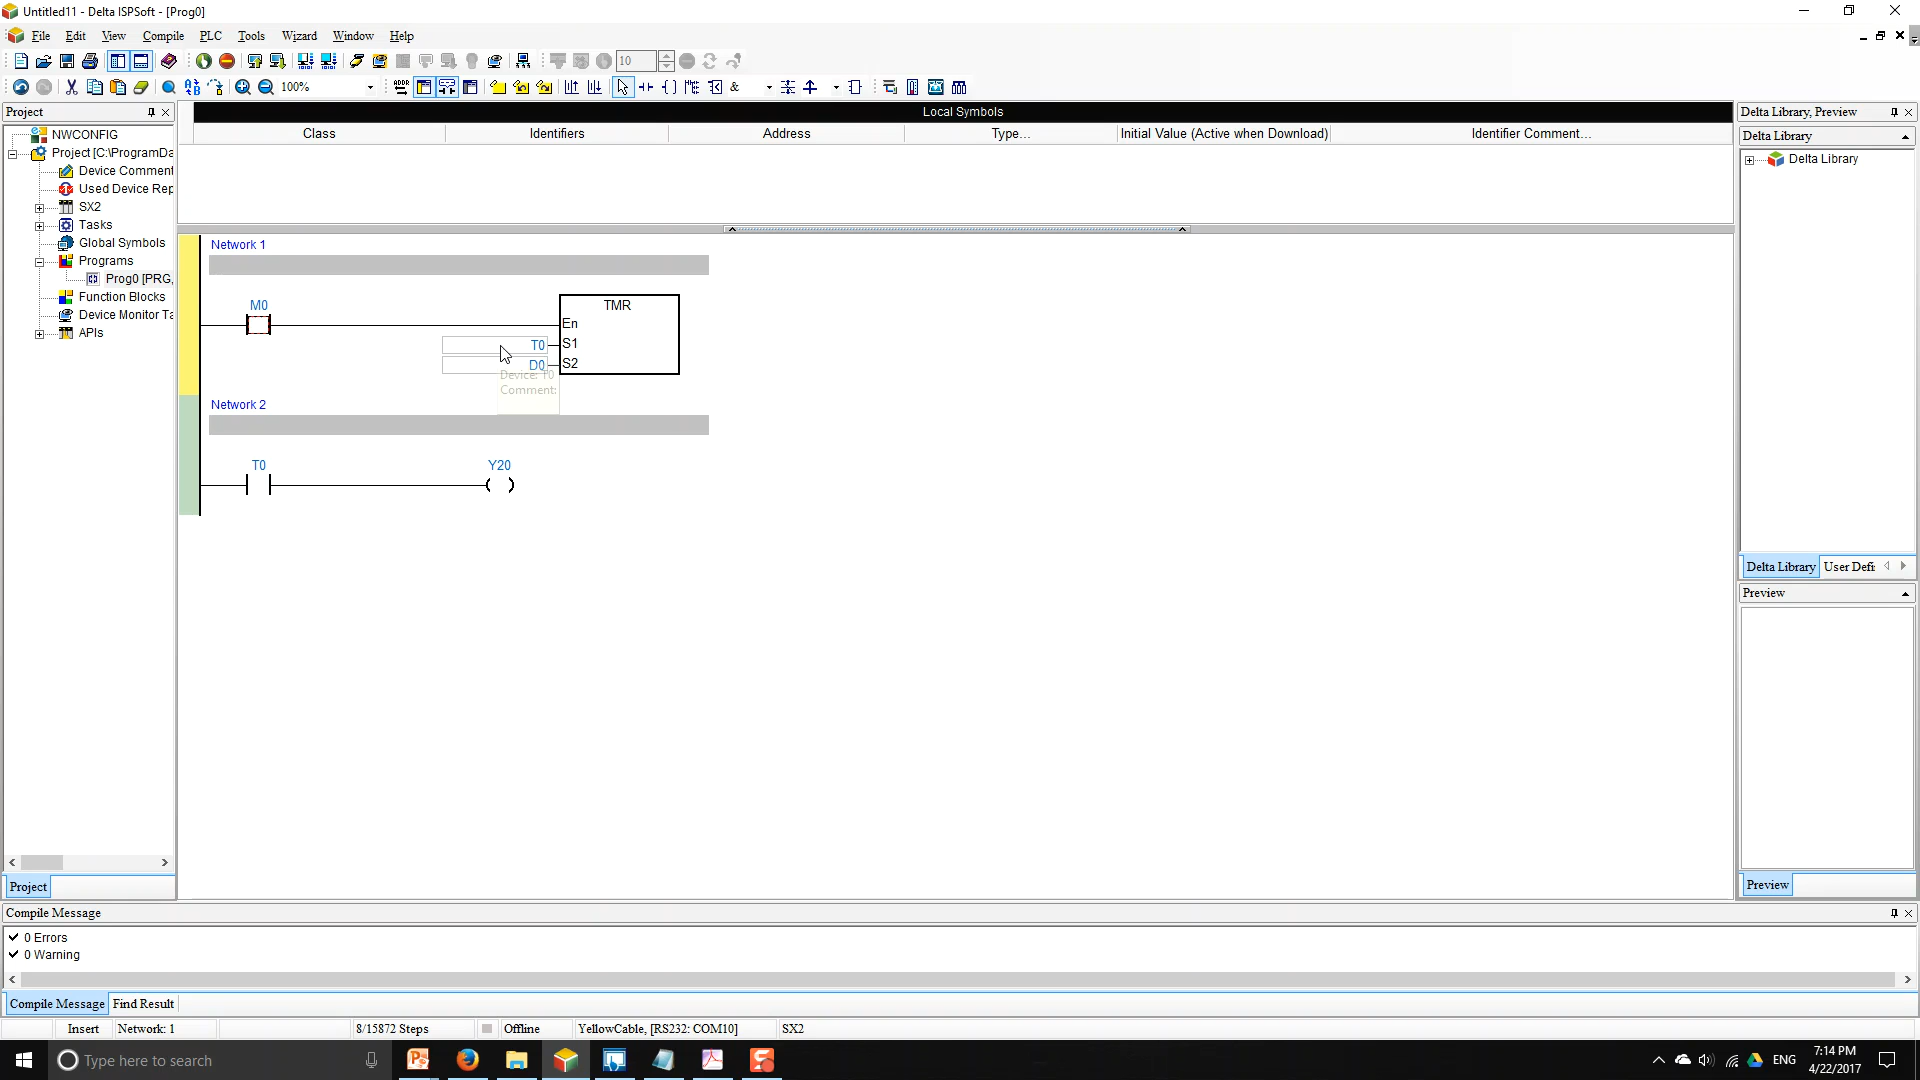 Untitled11 - Delta ISPSoft - [Prog0]
File Edit View Compile PLC Tools Wizard Window Help
10
100%
&
Project
NWCONFIG
Project [C:\ProgramDa
Device Comment
Used Device Rep
SX2
Tasks
Global Symbols
Programs
Prog0 [PRG,
Function Blocks
Device Monitor Ta
APIs
Project
Local Symbols
Class Identifiers Address Type... Initial Value (Active when Download) Identifier Comment...
Network 1
M0
TMR
En
T0 S1
D0 S2
Device: T0
Comment:
Network 2
T0 Y20
Delta Library, Preview
Delta Library
Delta Library
Delta Library User Defi
Preview
Preview
Compile Message
0 Errors
0 Warning
Compile Message Find Result
Insert Network: 1 8/15872 Steps Offline YellowCable, [RS232: COM10] SX2
Type here to search
ENG
7:14 PM
4/22/2017